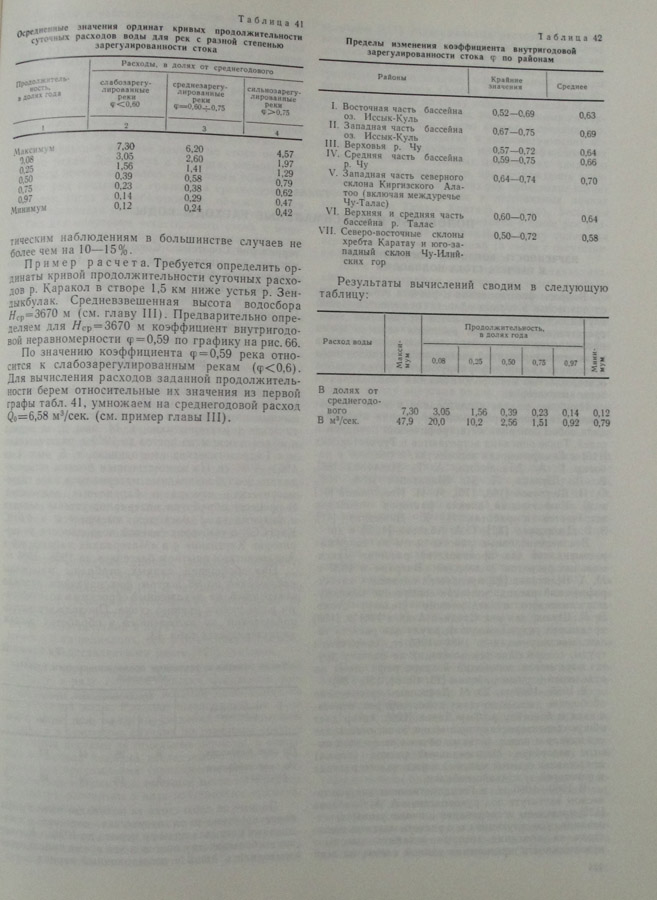 Таблица 41
Осредненные значения ординат кривых продолжительности
суточных расходов воды для рек с разной степенью
зарегулированности стока
Продолжитель-
ность,
в долях года
Расходы, в долях от среднегодового
слабозарегу-
лированные
реки
φ<0,60
среднезарегу-
лированные
реки
φ=0,60÷0,75
сильнозарегу-
лированные
реки
φ>0,75
1 2 3 4
Максимум 7,30 6,20 4,57
0,08 3,05 2,60 1,97
0,25 1,56 1,41 1,29
0,50 0,39 0,58 0,79
0,75 0,23 0,38 0,62
0,97 0,14 0,29 0,47
Минимум 0,12 0,24 0,42
тическим наблюдениям в большинстве случаев не
более чем на 10—15%.
Пример расчета. Требуется определить ор-
динаты кривой продолжительности суточных расхо-
дов р. Каракол в створе 1,5 км ниже устья р. Зен-
дыкбулак. Средневзвешенная высота водосбора
Hср=3670 м (см. главу III). Предварительно опре-
деляем для Hср=3670 м коэффициент внутригодо-
вой неравномерности φ=0,59 по графику на рис. 66.
По значению коэффициента φ=0,59 река отно-
сится к слабозарегулированным рекам (φ<0,6).
Для вычисления расходов заданной продолжитель-
ности берем относительные их значения из первой
графы табл. 41, умножаем на среднегодовой расход
Q₀=6,58 м³/сек. (см. пример главы III).
Таблица 42
Пределы изменения коэффициента внутригодовой
зарегулированности стока φ по районам
Районы
Крайние
значения
Среднее
I. Восточная часть бассейна
оз. Иссык-Куль 0,52—0,69 0,63
II. Западная часть бассейна
оз. Иссык-Куль 0,67—0,75 0,69
III. Верховья р. Чу 0,57—0,72 0,64
IV. Средняя часть бассейна 0,59—0,75 0,66
р. Чу
V. Западная часть северного 0,64—0,74 0,70
склона Киргизского Ала-
тоо (включая междуречье
Чу-Талас)
VI. Верхняя и средняя часть 0,60—0,70 0,64
бассейна р. Талас
VII. Северо-восточные склоны 0,50—0,72 0,58
хребта Каратау и юго-за-
падный склон Чу-Илий-
ских гор
Результаты вычислений сводим в следующую
таблицу:
Расход воды
Макси-
мум
Продолжительность,
в долях года
0,08 0,25 0,50 0,75 0,97
Мини-
мум
В долях от
среднегодо-
вого 7,30 3,05 1,56 0,39 0,23 0,14 0,12
В м³/сек. 47,9 20,0 10,2 2,56 1,51 0,92 0,79